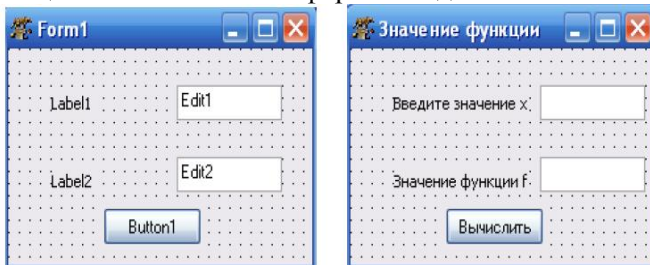 Form1
Label1
Edit1
Label2
Edit2
Button1
Значение функции
Введите значение x
Значение функции f
Вычислить